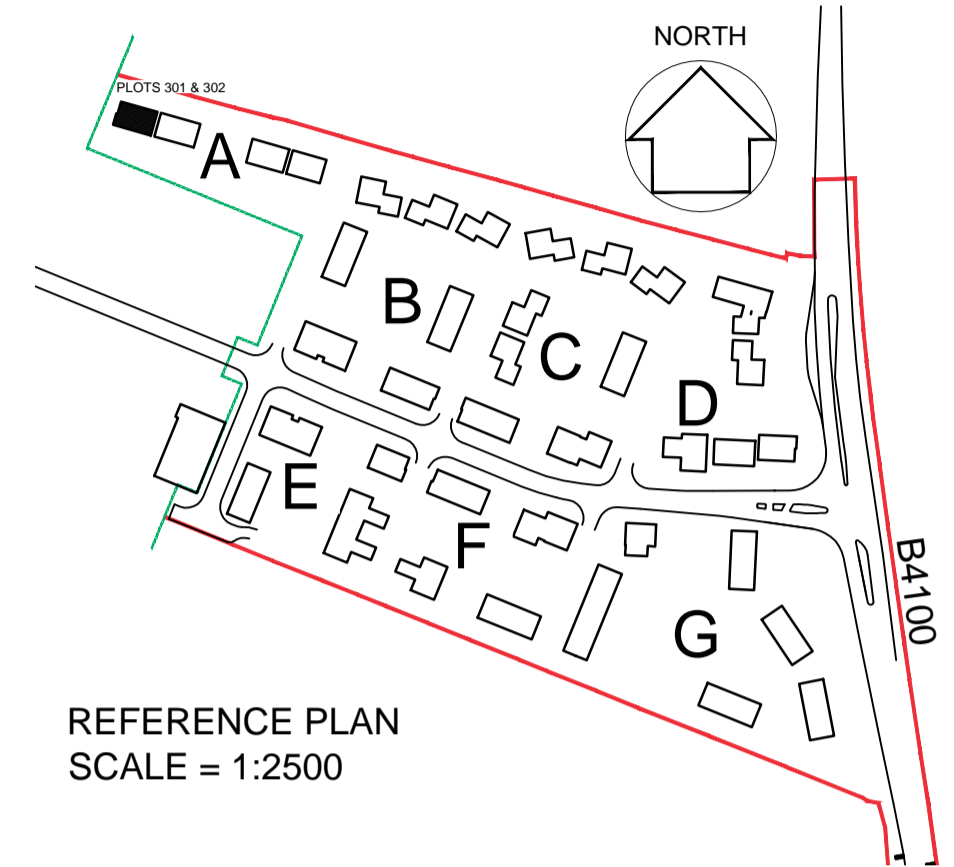 NORTH
PLOTS 301 & 302
A
B
C
D
E
F
G
B4100
REFERENCE PLAN
SCALE = 1:2500